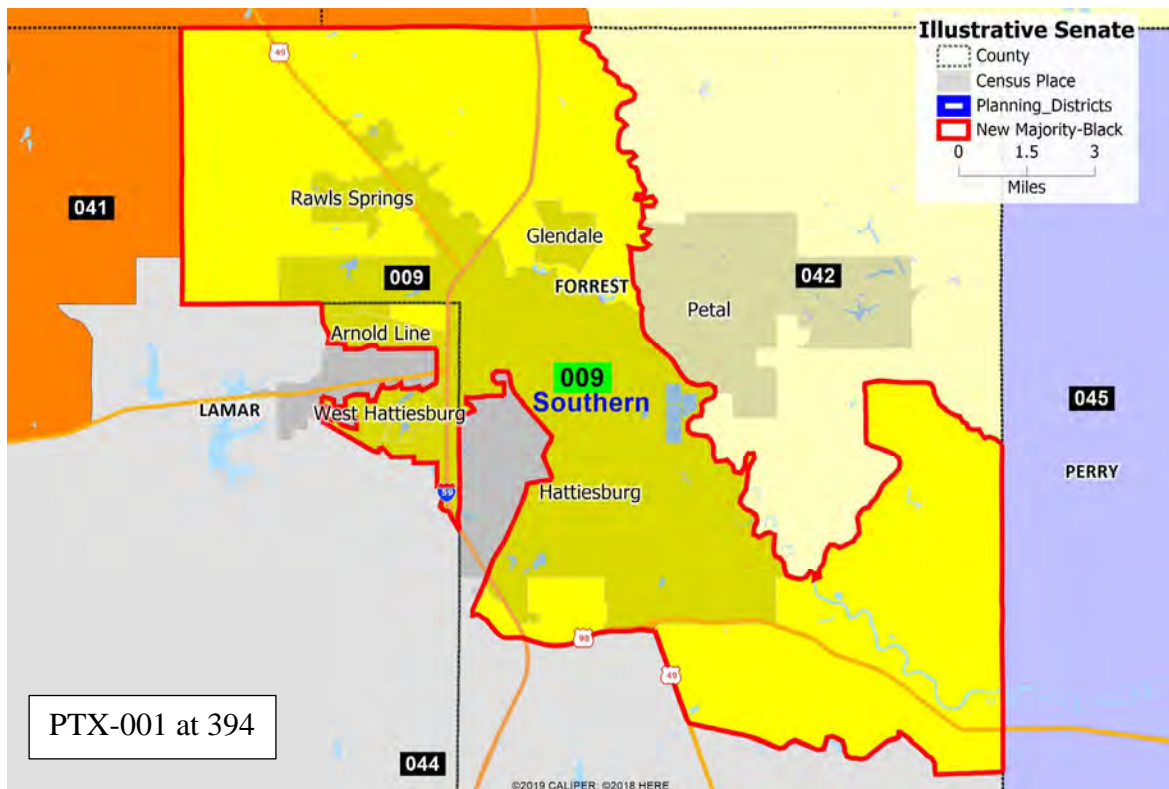 Illustrative Senate
County
Census Place
Planning_Districts
New Majority-Black
0 1.5 3
Miles
49
041
Rawls Springs
Glendale
009
FORREST
042
Petal
Arnold Line
009
Southern
045
LAMAR
West Hattiesburg
PERRY
59
Hattiesburg
98
49
PTX-001 at 394
044
©2019 CALIPER; ©2018 HERE